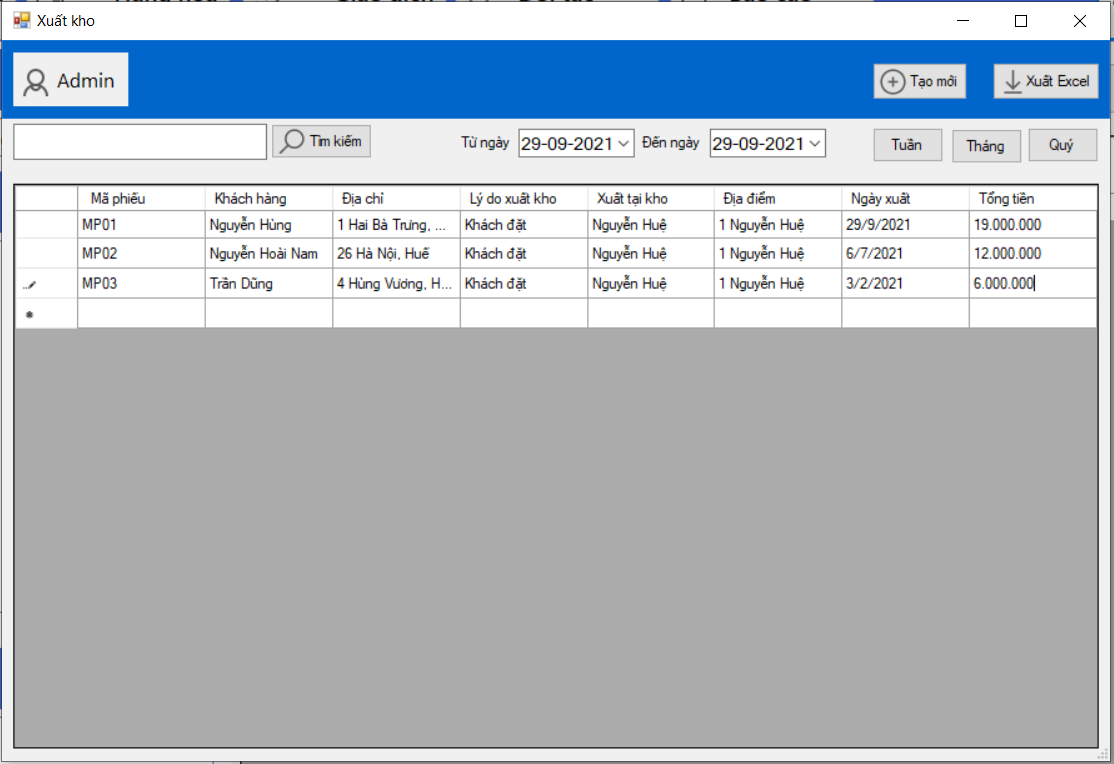 Xuất kho
Admin
Tạo mới
Xuất Excel
Tìm kiếm
Từ ngày 29-09-2021 Đến ngày 29-09-2021
Tuần
Tháng
Quý
Mã phiếu Khách hàng Địa chỉ Lý do xuất kho Xuất tại kho Địa điểm Ngày xuất Tổng tiền
MP01 Nguyễn Hùng 1 Hai Bà Trưng, ... Khách đặt Nguyễn Huệ 1 Nguyễn Huệ 29/9/2021 19.000.000
MP02 Nguyễn Hoài Nam 26 Hà Nội, Huế Khách đặt Nguyễn Huệ 1 Nguyễn Huệ 6/7/2021 12.000.000
MP03 Trần Dũng 4 Hùng Vương, H... Khách đặt Nguyễn Huệ 1 Nguyễn Huệ 3/2/2021 6.000.000